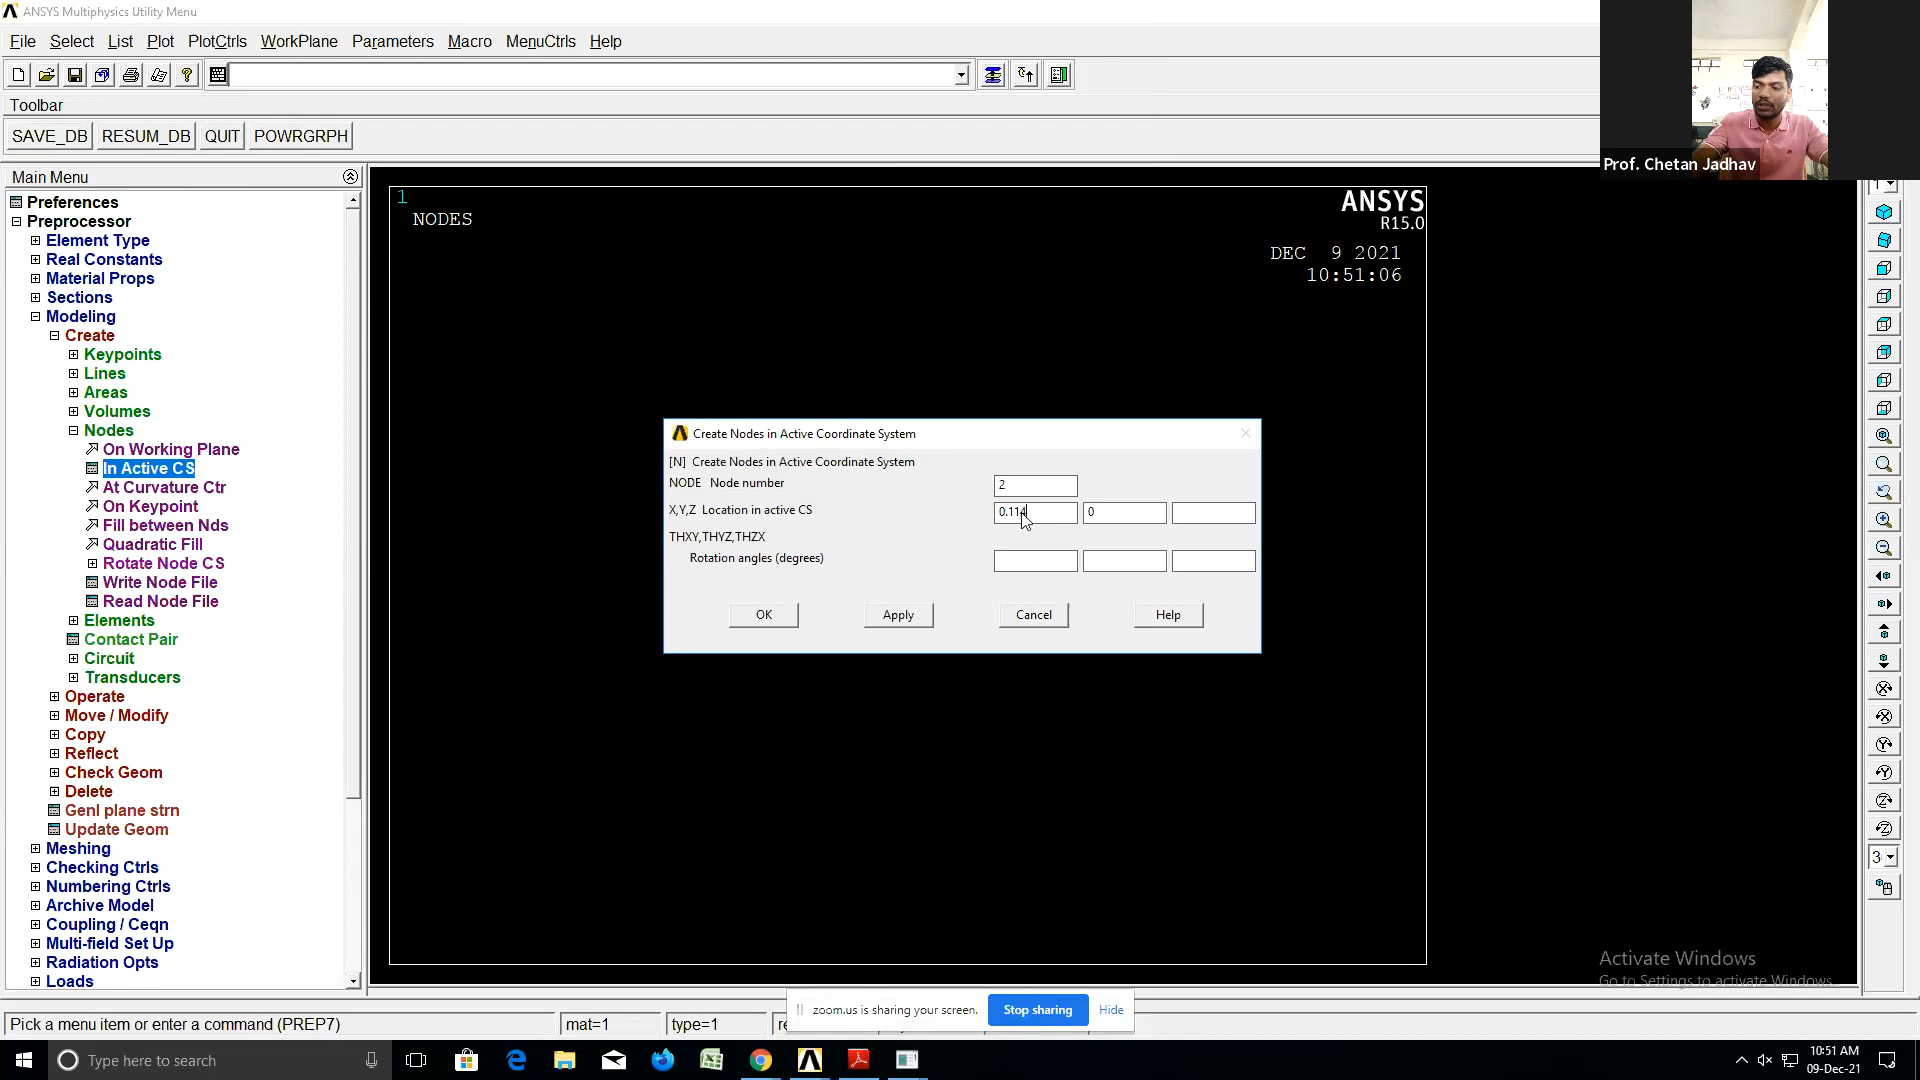 ANSYS Multiphysics Utility Menu
File Select List Plot PlotCtrls WorkPlane Parameters Macro MenuCtrls Help
Toolbar
SAVE_DB RESUM_DB QUIT POWRGRPH
Prof. Chetan Jadhav
Main Menu
Preferences
Preprocessor
Element Type
Real Constants
Material Props
Sections
Modeling
Create
Keypoints
Lines
Areas
Volumes
Nodes
On Working Plane
In Active CS
At Curvature Ctr
On Keypoint
Fill between Nds
Quadratic Fill
Rotate Node CS
Write Node File
Read Node File
Elements
Contact Pair
Circuit
Transducers
Operate
Move / Modify
Copy
Reflect
Check Geom
Delete
Genl plane strn
Update Geom
Meshing
Checking Ctrls
Numbering Ctrls
Archive Model
Coupling / Ceqn
Multi-field Set Up
Radiation Opts
Loads
1
NODES
ANSYS
R15.0
DEC 9 2021
10:51:06
Create Nodes in Active Coordinate System
[N] Create Nodes in Active Coordinate System
NODE Node number 2
X,Y,Z Location in active CS 0.114 0
THXY,THYZ,THZX
Rotation angles (degrees)
OK Apply Cancel Help
3
Activate Windows
Go to Settings to activate Windows.
zoom.us is sharing your screen. Stop sharing Hide
Pick a menu item or enter a command (PREP7) mat=1 type=1
Type here to search
10:51 AM
09-Dec-21